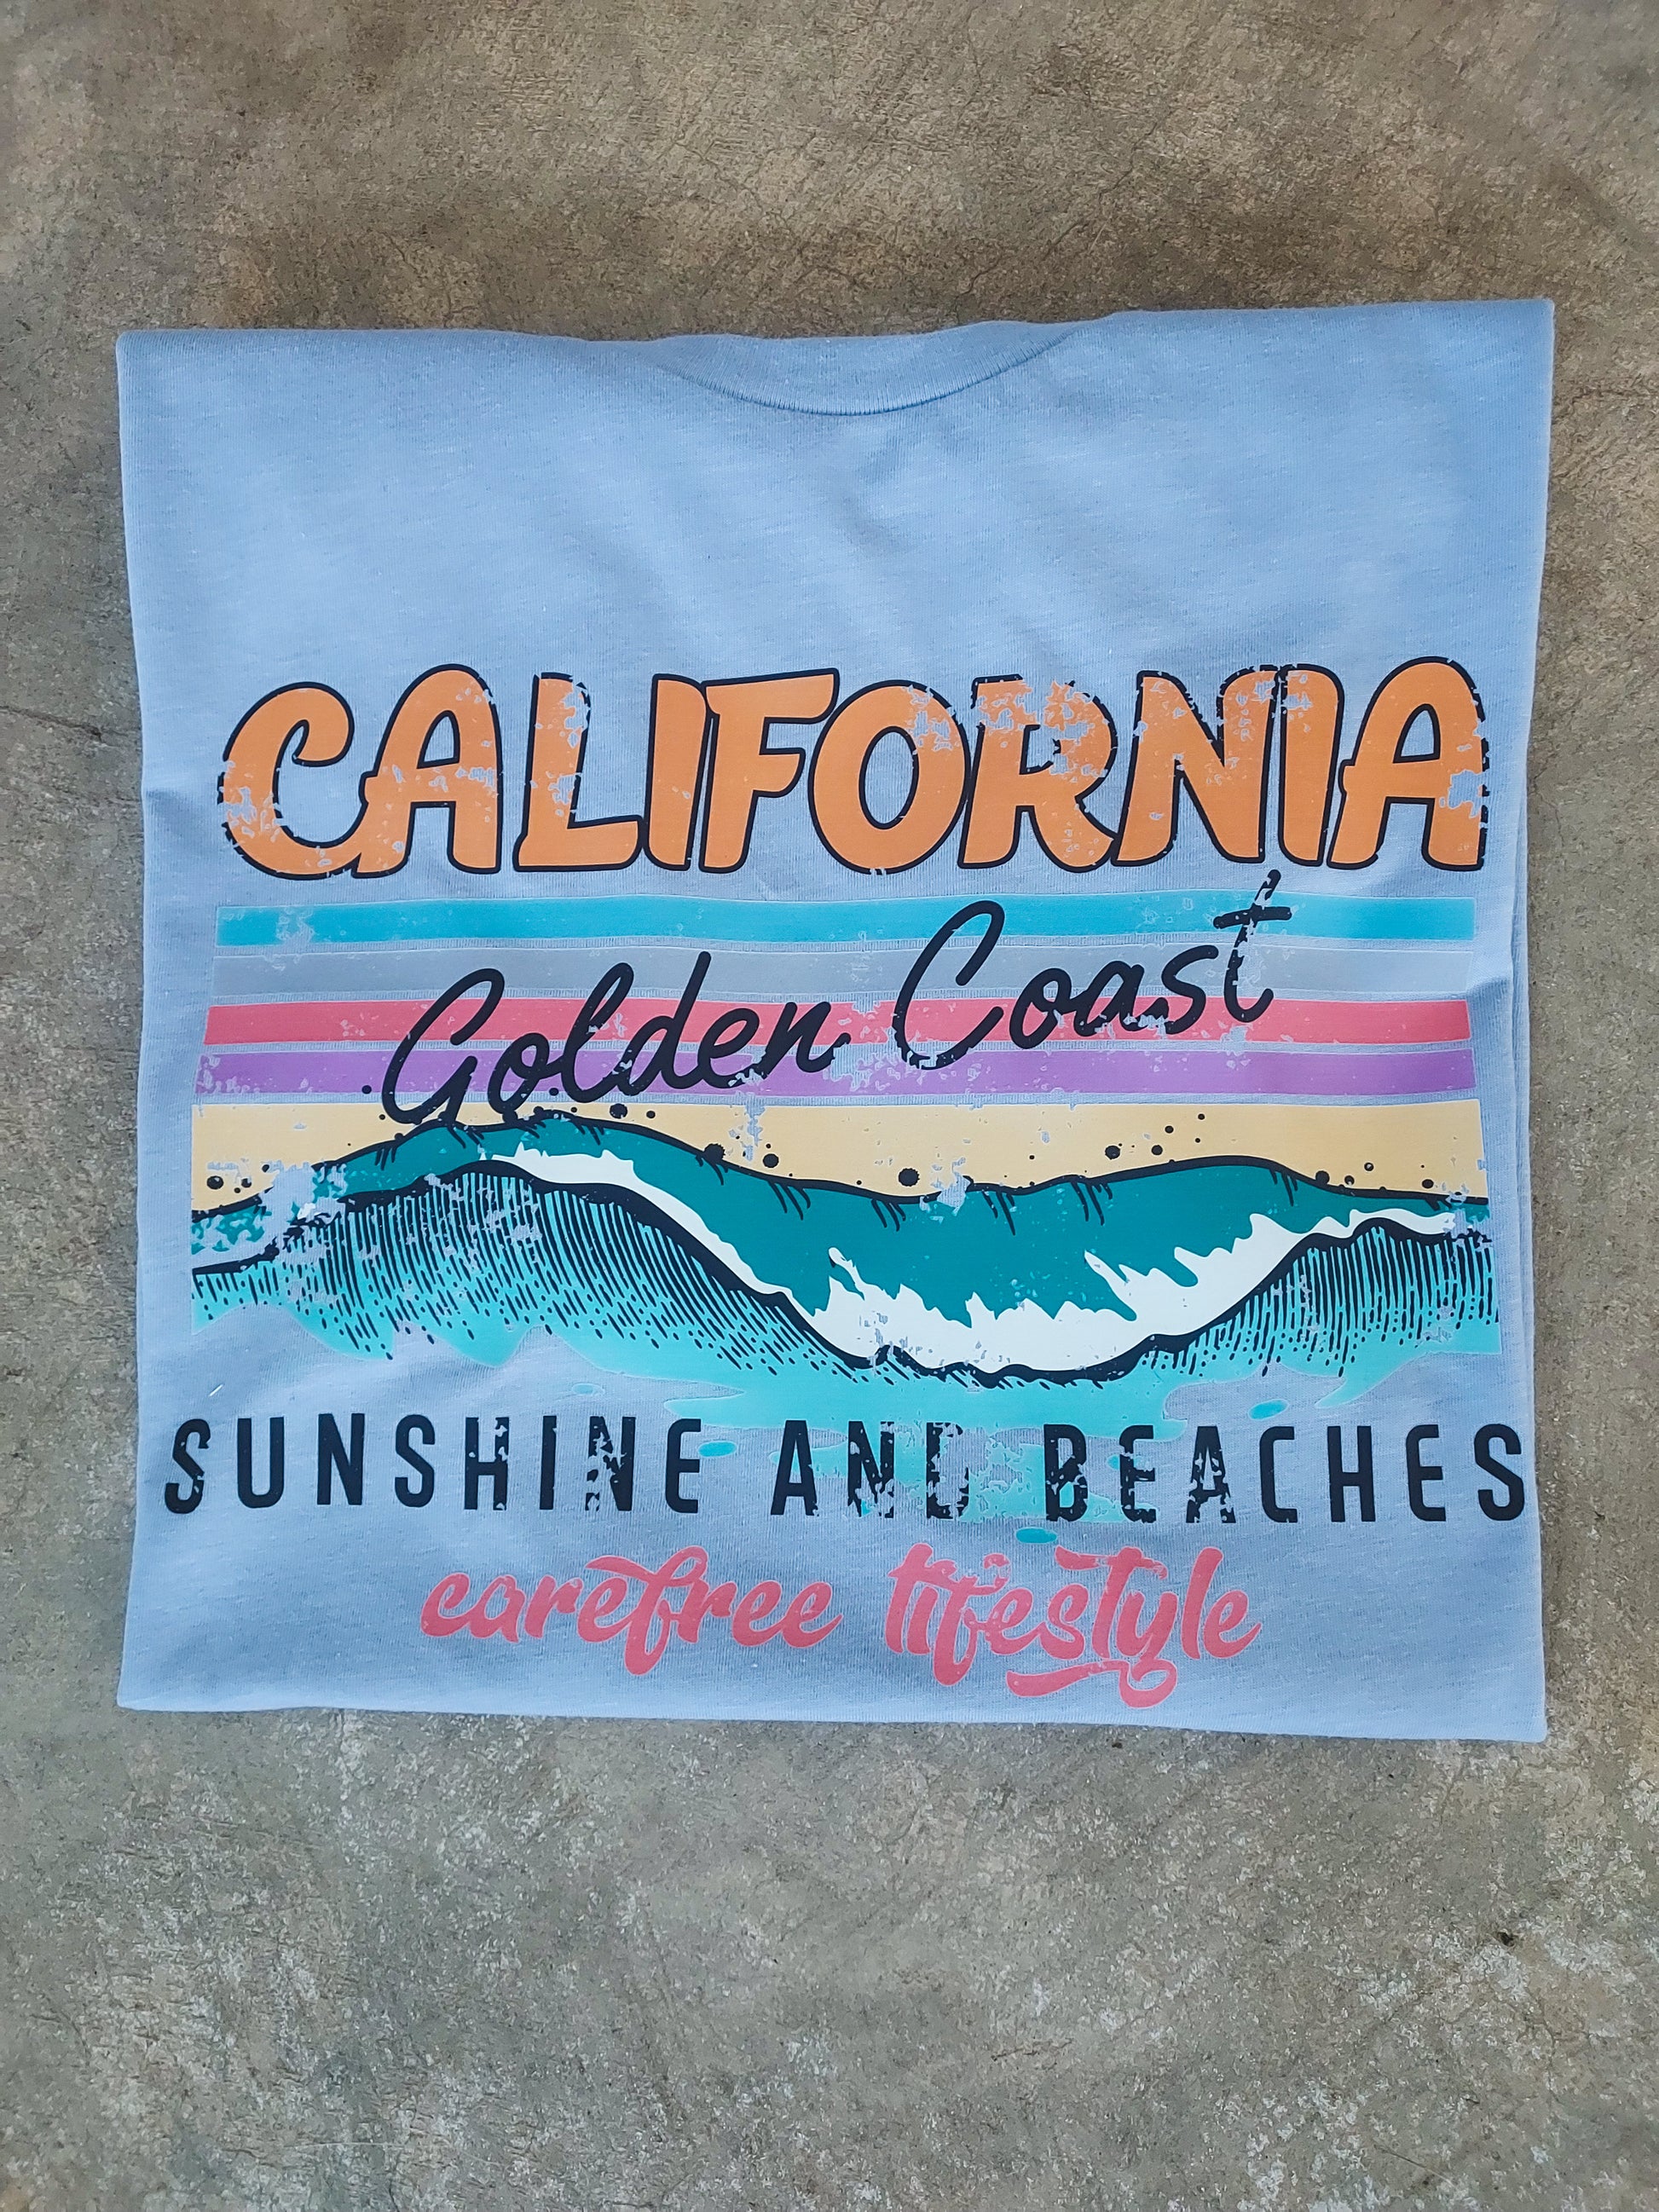 CALIFORNIA
Golden Coast
SUNSHINE AND BEACHES
carefree lifestyle